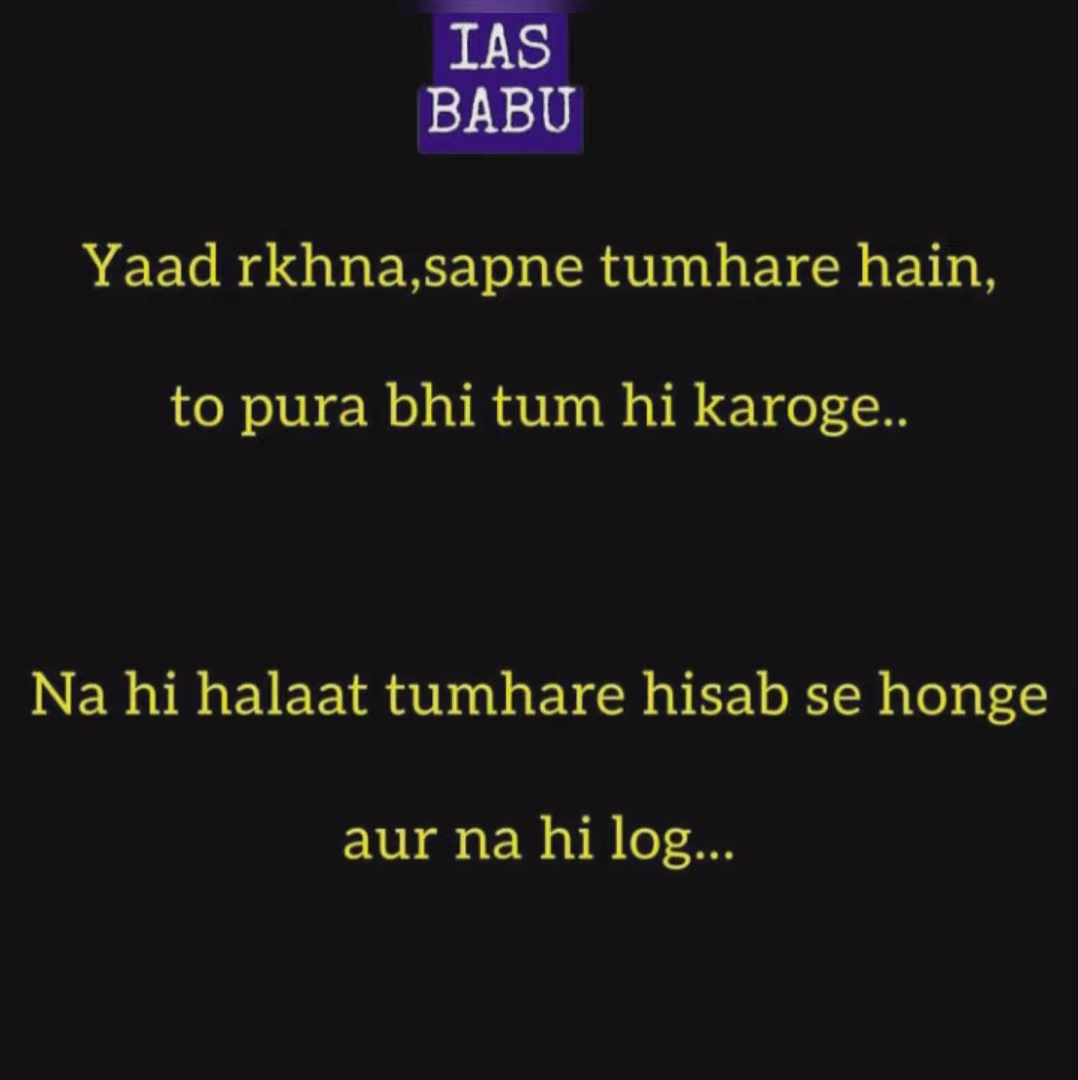 IAS
BABU
Yaad rkhna,sapne tumhare hain,
to pura bhi tum hi karoge..
Na hi halaat tumhare hisab se honge
aur na hi log...